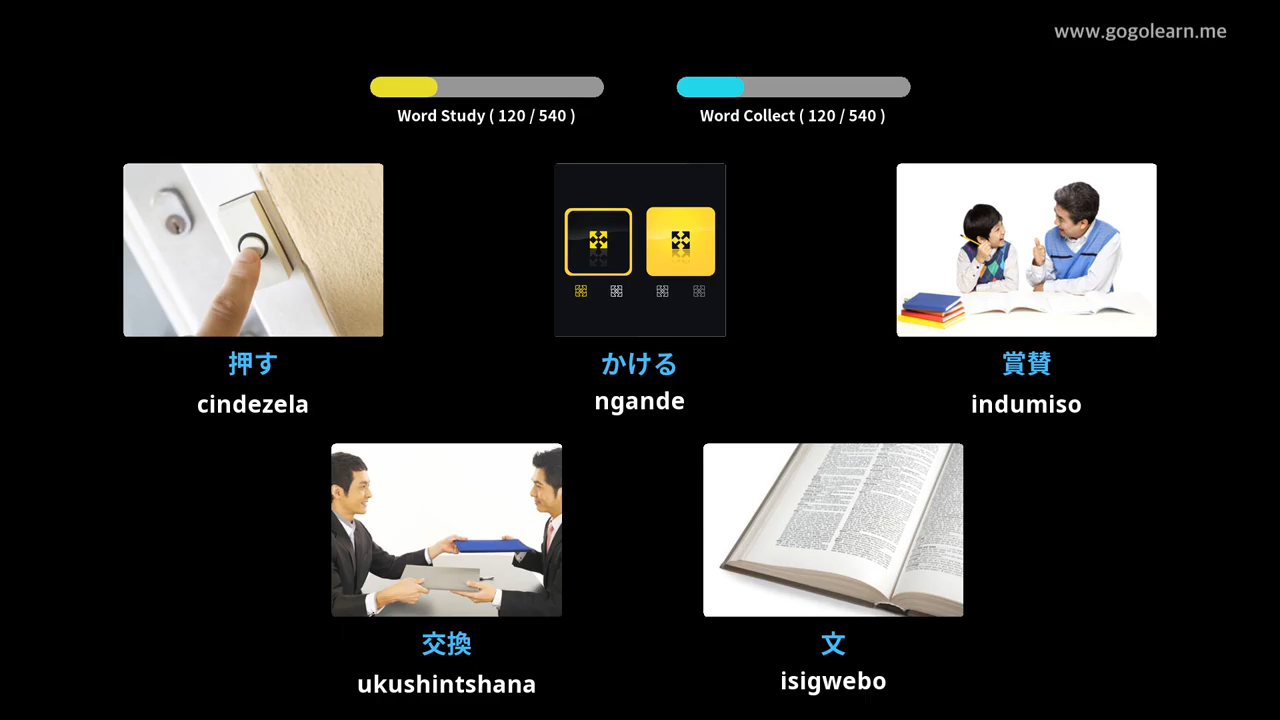 www.gogolearn.me
Word Study ( 120 / 540 )
Word Collect ( 120 / 540 )
押す
cindezela
かける
ngande
賞賛
indumiso
交換
ukushintshana
文
isigwebo